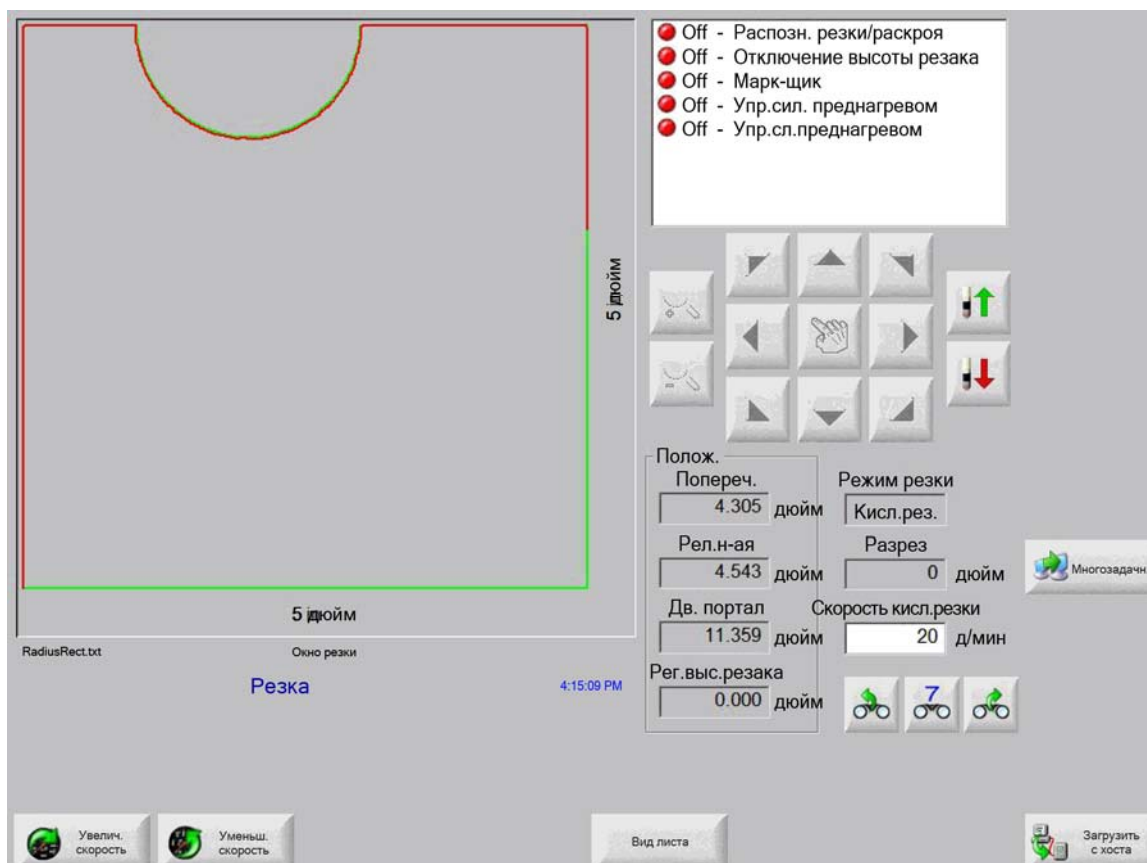 Off - Распозн. резки/раскроя
Off - Отключение высоты резака
Off - Марк-щик
Off - Упр.сил. преднагревом
Off - Упр.сл.преднагревом
5 дюйм
5 дюйм
RadiusRect.txt
Окно резки
Резка
4:15:09 PM
Полож.
Попереч.
4.305 дюйм
Рел.н-ая
4.543 дюйм
Дв. портал
11.359 дюйм
Рег.выс.резака
0.000 дюйм
Режим резки
Кисл.рез.
Разрез
0 дюйм
Скорость кисл.резки
20 д/мин
7
Многозадачн
Увелич.
скорость
Уменьш.
скорость
Вид листа
Загрузить
с хоста